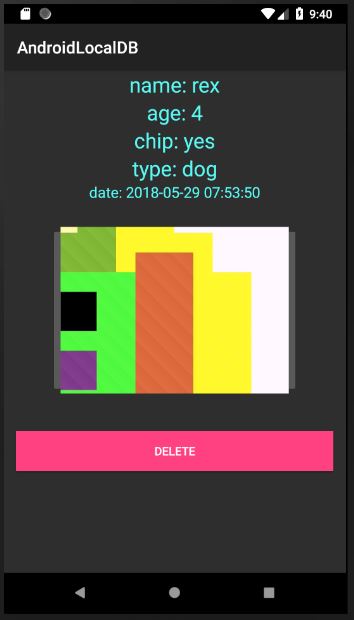 9:40
AndroidLocalDB
name: rex
age: 4
chip: yes
type: dog
date: 2018-05-29 07:53:50
DELETE